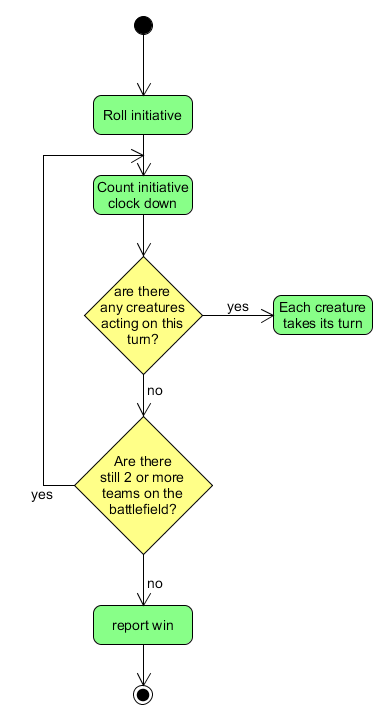 Roll initiative
Count initiative
clock down
are there
any creatures
acting on this
turn?
yes
Each creature
takes its turn
no
Are there
still 2 or more
teams on the
battlefield?
yes
no
report win